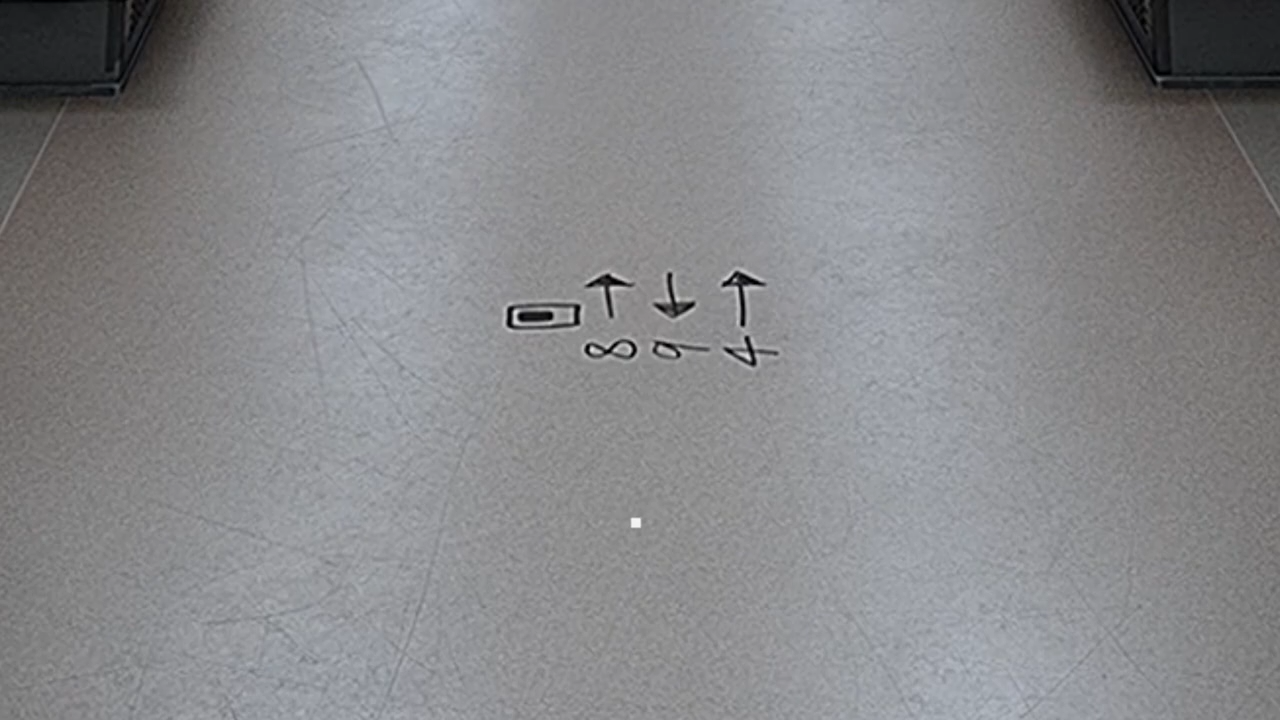 ↑ ↓ ↑
8 9 4